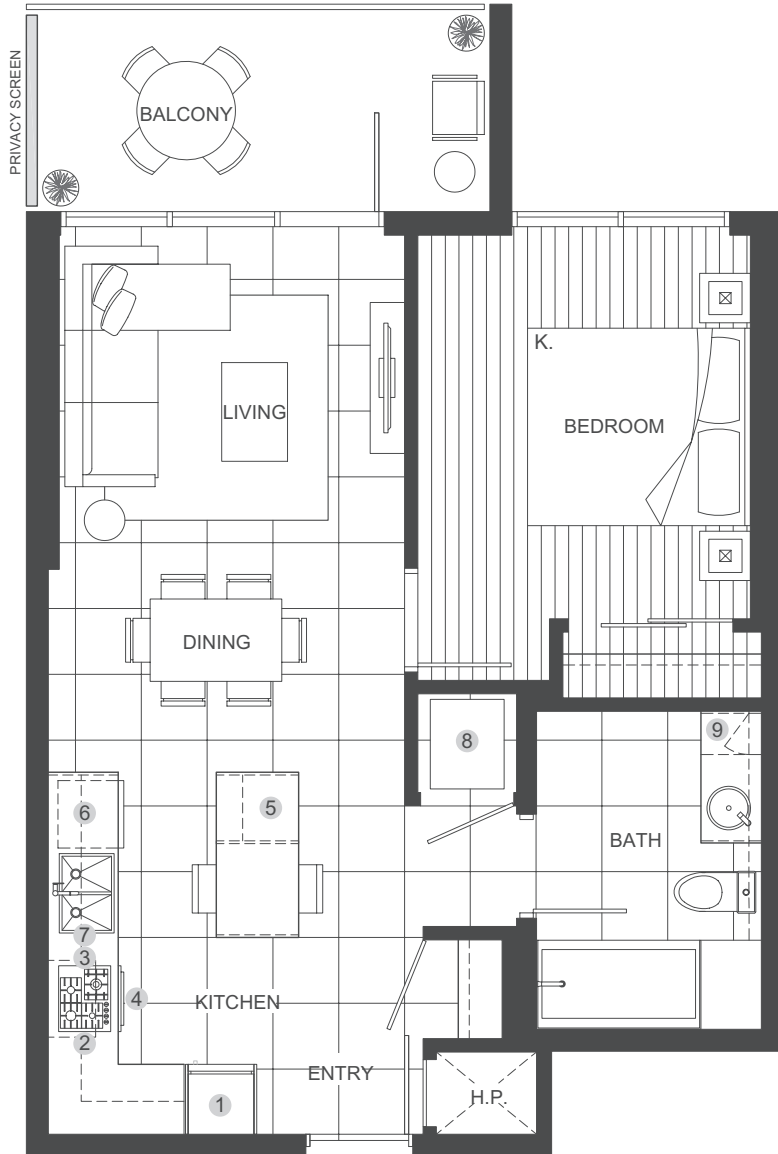 PRIVACY SCREEN
BALCONY
K.
LIVING
BEDROOM
DINING
8
9
6
5
BATH
7
3
4
KITCHEN
2
ENTRY
H.P.
1